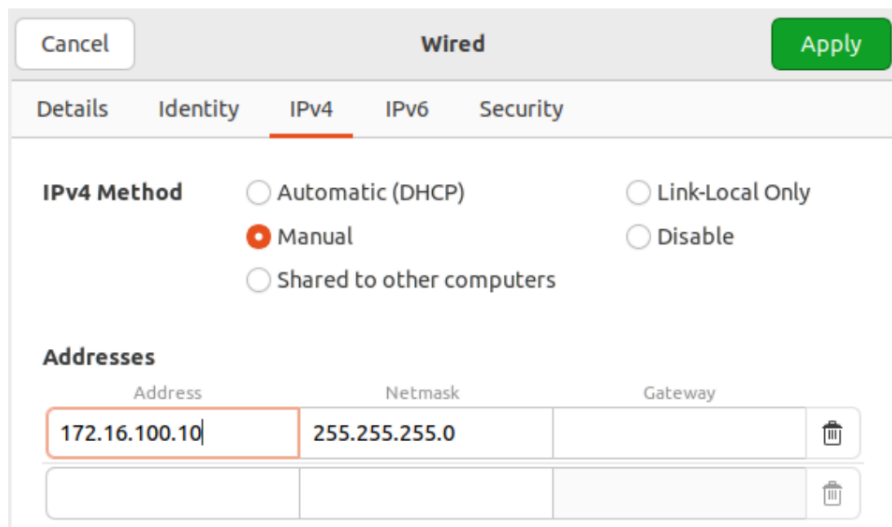 Cancel Wired Apply
Details Identity IPv4 IPv6 Security
IPv4 Method Automatic (DHCP) Link-Local Only
Manual Disable
Shared to other computers
Addresses
Address Netmask Gateway
172.16.100.10 255.255.255.0